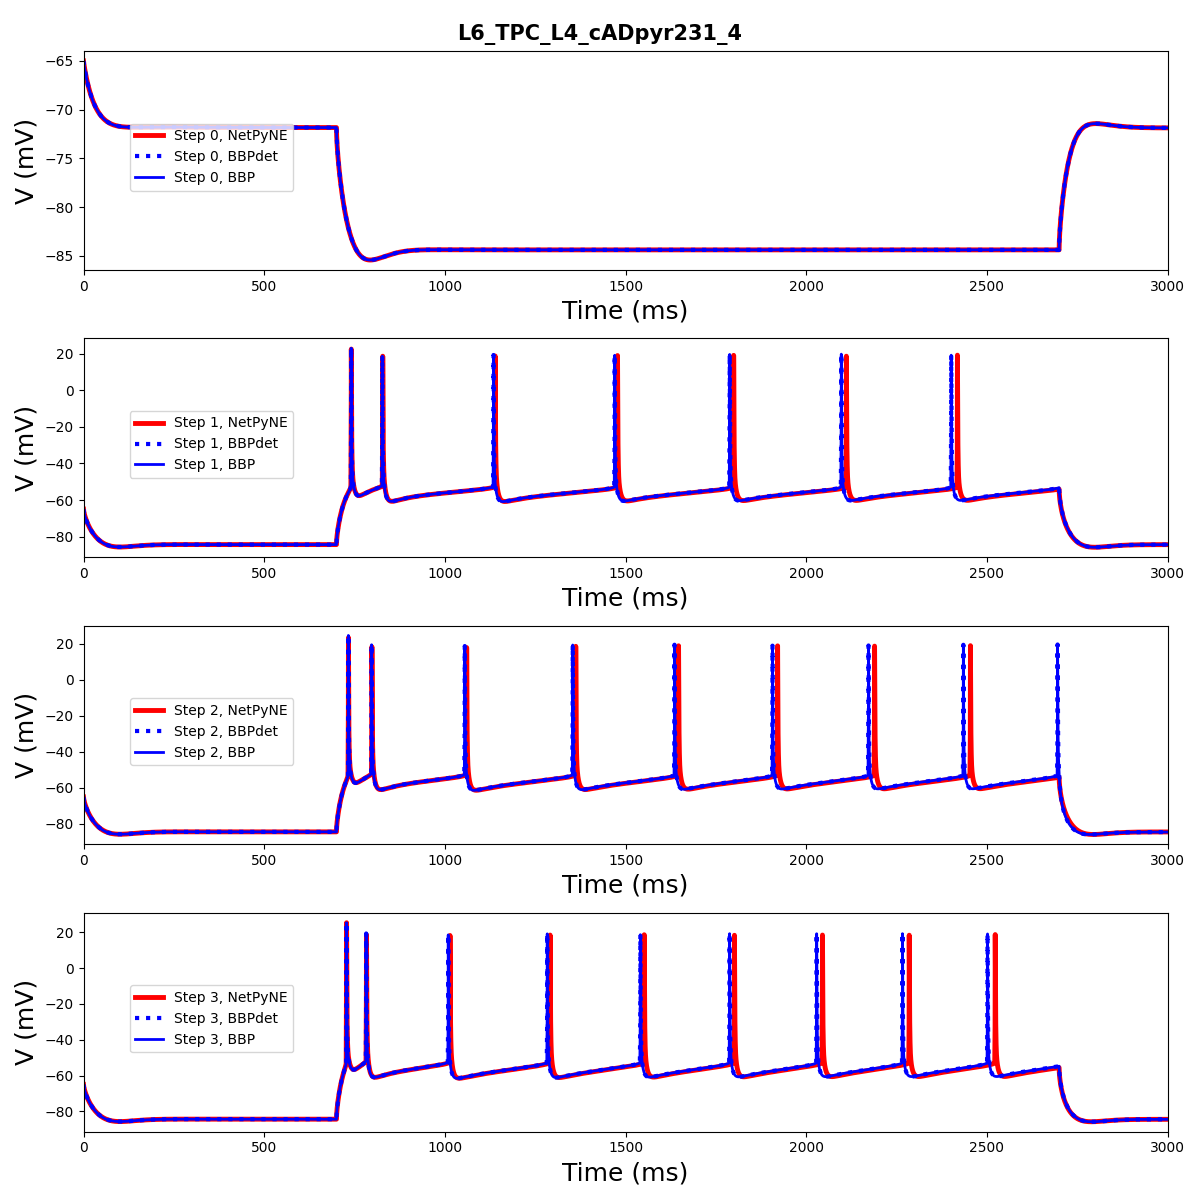 L6_TPC_L4_cADpyr231_4
−65
−70
−75
−80
−85
V (mV)
Step 0, NetPyNE
Step 0, BBPdet
Step 0, BBP
0 500 1000 1500 2000 2500 3000
Time (ms)
20
0
−20
−40
−60
−80
V (mV)
Step 1, NetPyNE
Step 1, BBPdet
Step 1, BBP
0 500 1000 1500 2000 2500 3000
Time (ms)
20
0
−20
−40
−60
−80
V (mV)
Step 2, NetPyNE
Step 2, BBPdet
Step 2, BBP
0 500 1000 1500 2000 2500 3000
Time (ms)
20
0
−20
−40
−60
−80
V (mV)
Step 3, NetPyNE
Step 3, BBPdet
Step 3, BBP
0 500 1000 1500 2000 2500 3000
Time (ms)